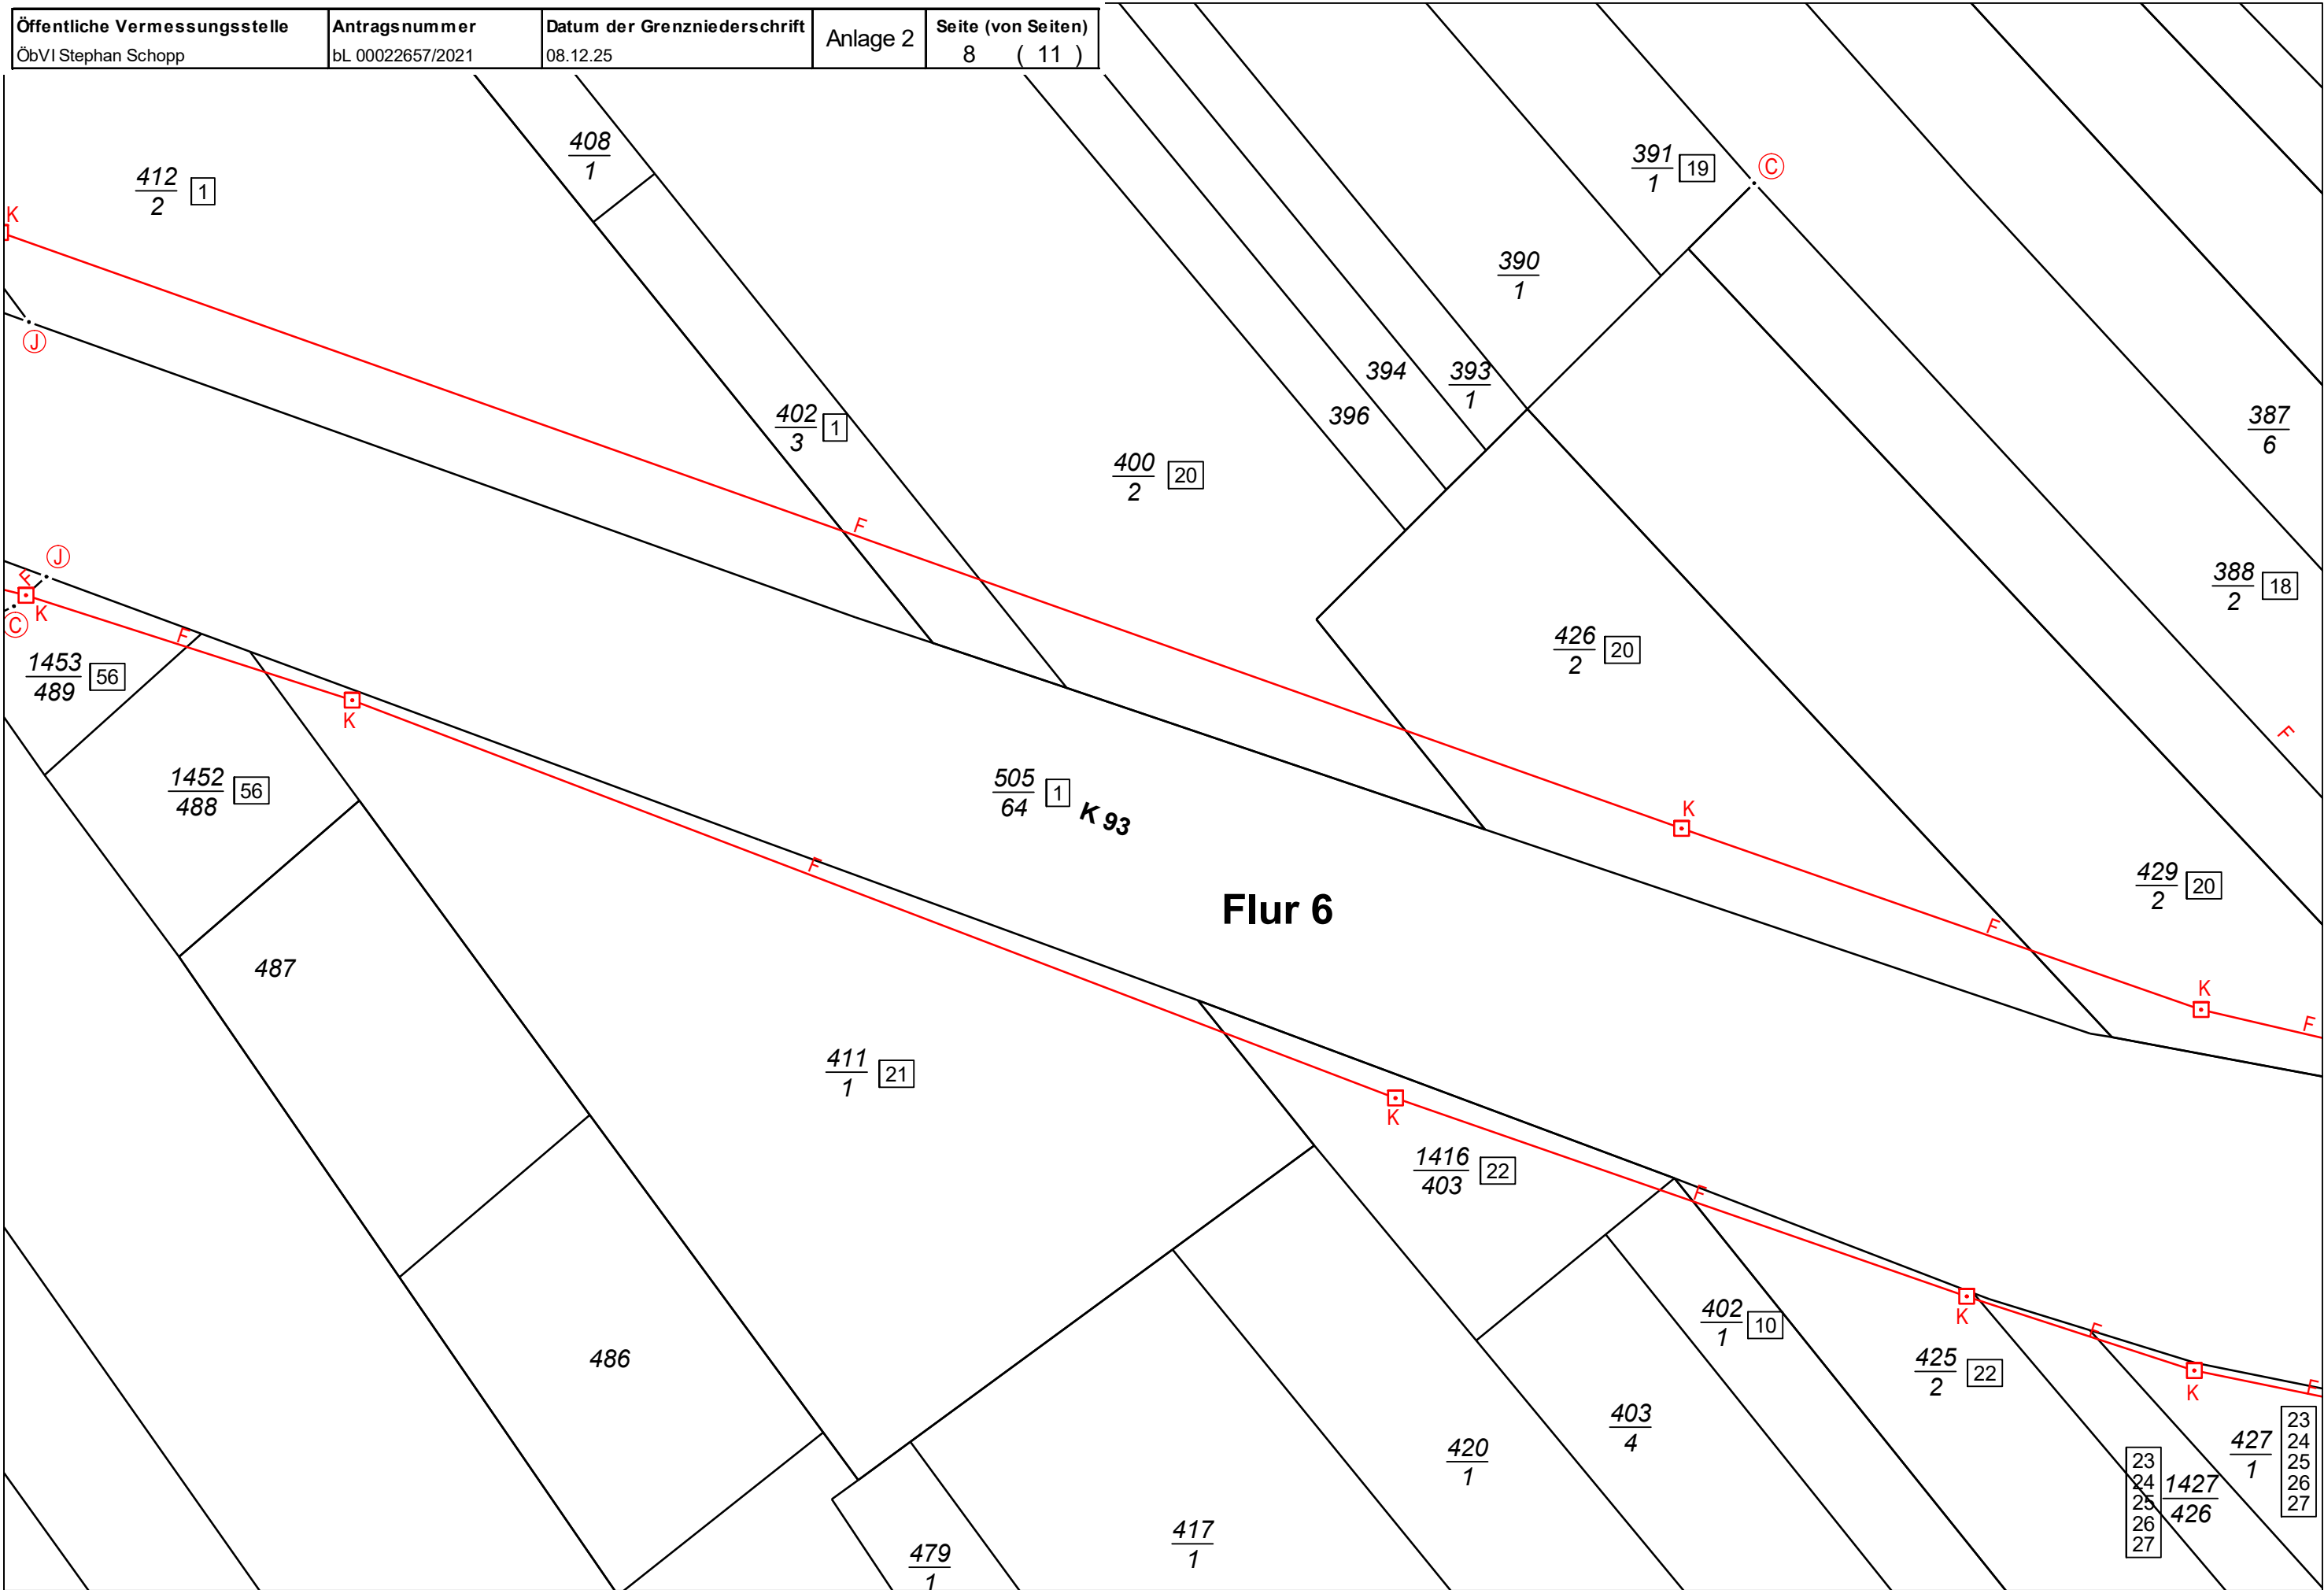 Öffentliche Vermessungsstelle
ÖbVI Stephan Schopp
Antragsnummer
bL 00022657/2021
Datum der Grenzniederschrift
08.12.25
Anlage 2
Seite (von Seiten)
8 ( 11 )
408
1
391
1
19
C
412
2
1
K
390
1
J
394
393
1
396
402
3
1
387
6
400
2
20
F
J
F
K
C
388
2
18
F
426
2
20
1453
489
56
K
F
1452
488
56
505
64
1
K 93
K
F
429
2
20
Flur 6
F
487
K
F
411
1
21
K
1416
403
22
F
402
1
10
K
F
425
2
22
486
K
F
403
4
420
1
427
1
23
24
25
26
27
23
24
25
26
27
1427
426
417
1
479
1